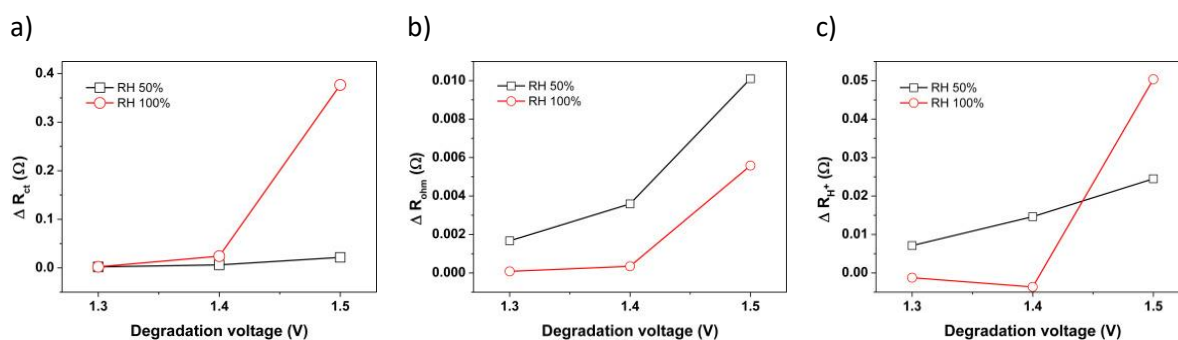 a)
0.4
0.3
0.2
0.1
0.0
Δ R_ct (Ω)
RH 50%
RH 100%
1.3 1.4 1.5
Degradation voltage (V)
b)
0.010
0.008
0.006
0.004
0.002
0.000
Δ R_ohm (Ω)
RH 50%
RH 100%
1.3 1.4 1.5
Degradation voltage (V)
c)
0.05
0.04
0.03
0.02
0.01
0.00
Δ R_H⁺ (Ω)
RH 50%
RH 100%
1.3 1.4 1.5
Degradation voltage (V)